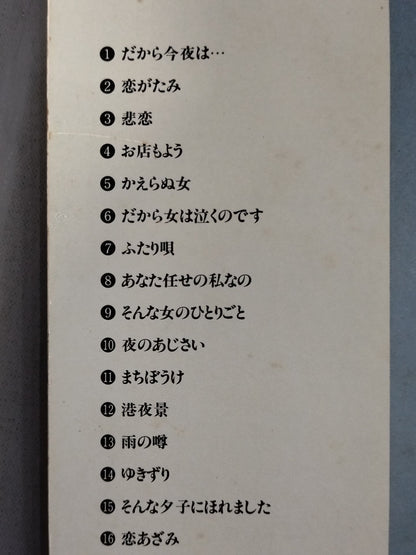 ❶ だから今夜は…
❷ 恋がたみ
❸ 悲恋
❹ お店もよう
❺ かえらぬ女
❻ だから女は泣くのです
❼ ふたり唄
❽ あなた任せの私なの
❾ そんな女のひとりごと
❿ 夜のあじさい
⓫ まちぼうけ
⓬ 港夜景
⓭ 雨の噂
⓮ ゆきずり
⓯ そんな夕子にほれました
⓰ 恋あざみ